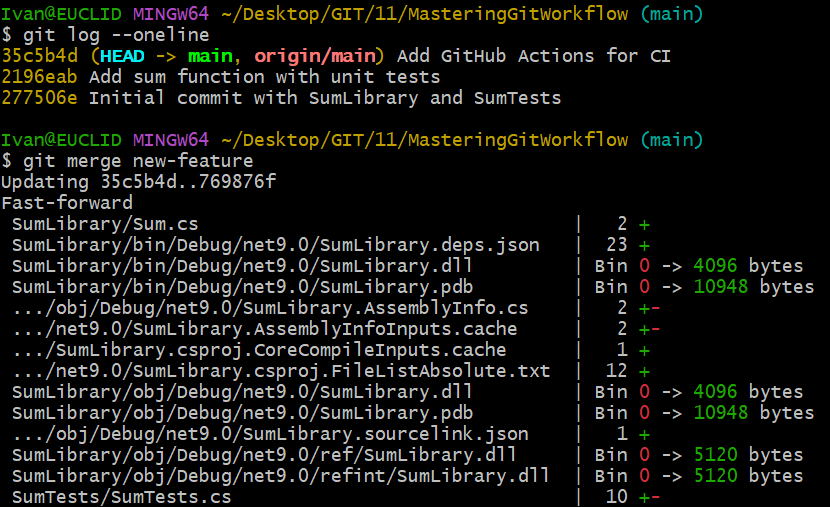 Ivan@EUCLID MINGW64 ~/Desktop/GIT/11/MasteringGitWorkflow (main)
$ git log --oneline
35c5b4d (HEAD -> main, origin/main) Add GitHub Actions for CI
2196eab Add sum function with unit tests
277506e Initial commit with SumLibrary and SumTests
Ivan@EUCLID MINGW64 ~/Desktop/GIT/11/MasteringGitWorkflow (main)
$ git merge new-feature
Updating 35c5b4d..769876f
Fast-forward
 SumLibrary/Sum.cs                                  |   2 +
 SumLibrary/bin/Debug/net9.0/SumLibrary.deps.json   |  23 +
 SumLibrary/bin/Debug/net9.0/SumLibrary.dll         | Bin 0 -> 4096 bytes
 SumLibrary/bin/Debug/net9.0/SumLibrary.pdb         | Bin 0 -> 10948 bytes
 .../obj/Debug/net9.0/SumLibrary.AssemblyInfo.cs    |   2 +-
 .../net9.0/SumLibrary.AssemblyInfoInputs.cache     |   2 +-
 .../SumLibrary.csproj.CoreCompileInputs.cache      |   1 +
 .../net9.0/SumLibrary.csproj.FileListAbsolute.txt  |  12 +
 SumLibrary/obj/Debug/net9.0/SumLibrary.dll         | Bin 0 -> 4096 bytes
 SumLibrary/obj/Debug/net9.0/SumLibrary.pdb         | Bin 0 -> 10948 bytes
 .../obj/Debug/net9.0/SumLibrary.sourcelink.json    |   1 +
 SumLibrary/obj/Debug/net9.0/ref/SumLibrary.dll     | Bin 0 -> 5120 bytes
 SumLibrary/obj/Debug/net9.0/refint/SumLibrary.dll  | Bin 0 -> 5120 bytes
 SumTests/SumTests.cs                               |  10 +-